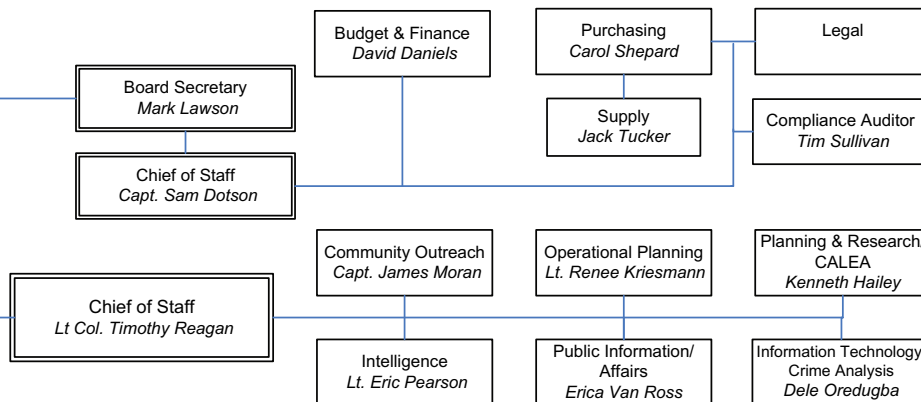 Budget & Finance
David Daniels
Purchasing
Carol Shepard
Legal
Board Secretary
Mark Lawson
Supply
Jack Tucker
Compliance Auditor
Tim Sullivan
Chief of Staff
Capt. Sam Dotson
Community Outreach
Capt. James Moran
Operational Planning
Lt. Renee Kriesmann
Planning & Research/
CALEA
Kenneth Hailey
Chief of Staff
Lt Col. Timothy Reagan
Intelligence
Lt. Eric Pearson
Public Information/
Affairs
Erica Van Ross
Information Technology
Crime Analysis
Dele Oredugba